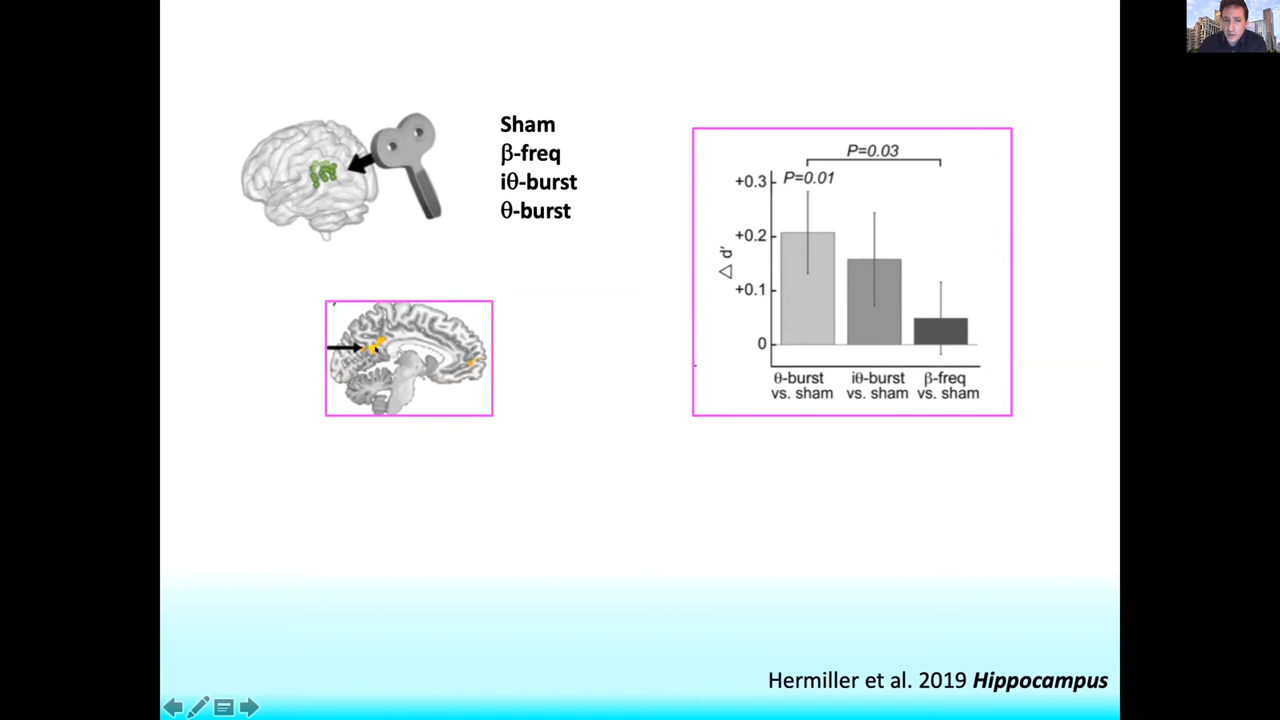 Sham
β-freq
iθ-burst
θ-burst
P=0.03
P=0.01
+0.3
+0.2
+0.1
0
△ d′
θ-burst vs. sham
iθ-burst vs. sham
β-freq vs. sham
Hermiller et al. 2019 Hippocampus